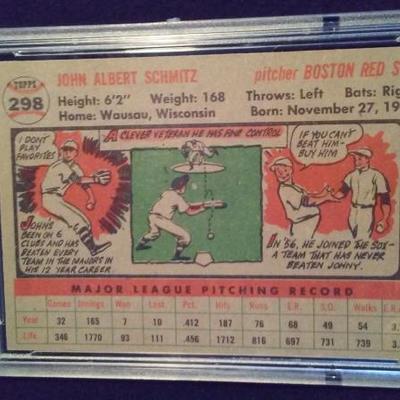 TOPPS
298
JOHN ALBERT SCHMITZ
pitcher BOSTON RED S
Height: 6'2" Weight: 168
Throws: Left Bats: Rig
Home: Wausau, Wisconsin
Born: November 27, 19
I DON'T PLAY FAVORITES
JOHN'S BEEN ON 6 CLUBS AND HAS BEATEN EVERY TEAM IN THE MAJORS IN HIS 12 YEAR CAREER
A CLEVER VETERAN HE HAS FINE CONTROL
IF YOU CAN'T BEAT HIM- BUY HIM
IN '56, HE JOINED THE SOX- A TEAM THAT HAS NEVER BEATEN JOHNY.
MAJOR LEAGUE PITCHING RECORD
Games Innings Won Lost Pct. Hits Runs E.R. S.O. Walks E.R.
Year 32 165 7 10 .412 187 76 68 49 54 3.
Life 346 1770 93 .456 1712 816 697 731 739 3.